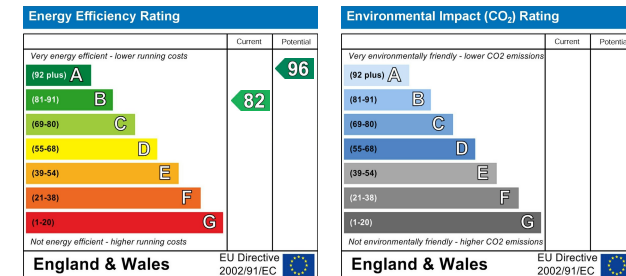 Energy Efficiency Rating
Current Potential
Very energy efficient - lower running costs
(92 plus) A
96
(81-91) B
82
(69-80) C
(55-68) D
(39-54) E
(21-38) F
(1-20) G
Not energy efficient - higher running costs
England & Wales
EU Directive
2002/91/EC
Environmental Impact (CO₂) Rating
Current Potential
Very environmentally friendly - lower CO2 emissions
(92 plus) A
(81-91) B
(69-80) C
(55-68) D
(39-54) E
(21-38) F
(1-20) G
Not environmentally friendly - higher CO2 emissions
England & Wales
EU Directive
2002/91/EC